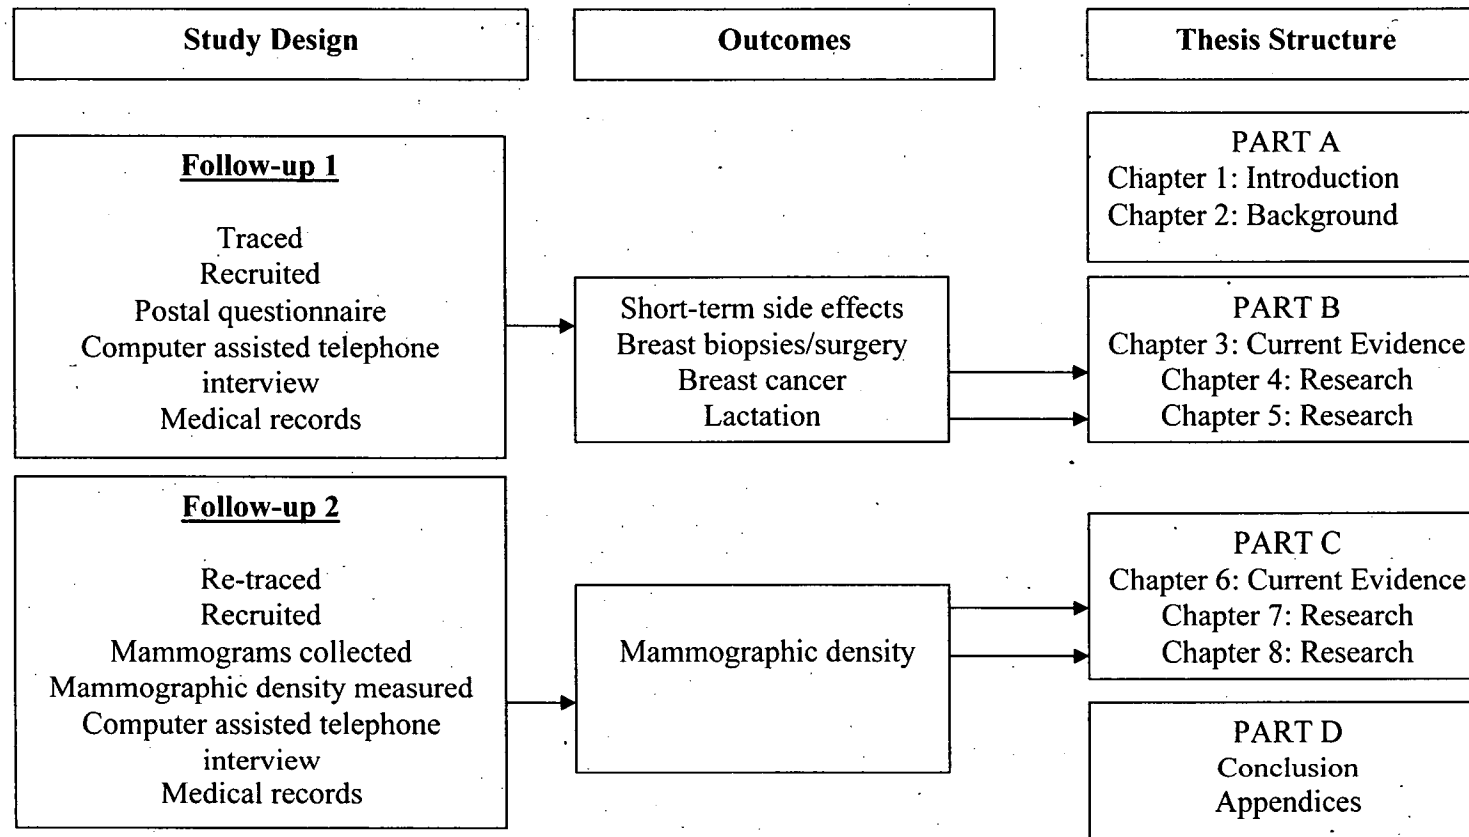 Study Design
Outcomes
Thesis Structure
Follow-up 1
Traced
Recruited
Postal questionnaire
Computer assisted telephone
interview
Medical records
Short-term side effects
Breast biopsies/surgery
Breast cancer
Lactation
PART A
Chapter 1: Introduction
Chapter 2: Background
PART B
Chapter 3: Current Evidence
Chapter 4: Research
Chapter 5: Research
Follow-up 2
Re-traced
Recruited
Mammograms collected
Mammographic density measured
Computer assisted telephone
interview
Medical records
Mammographic density
PART C
Chapter 6: Current Evidence
Chapter 7: Research
Chapter 8: Research
PART D
Conclusion
Appendices